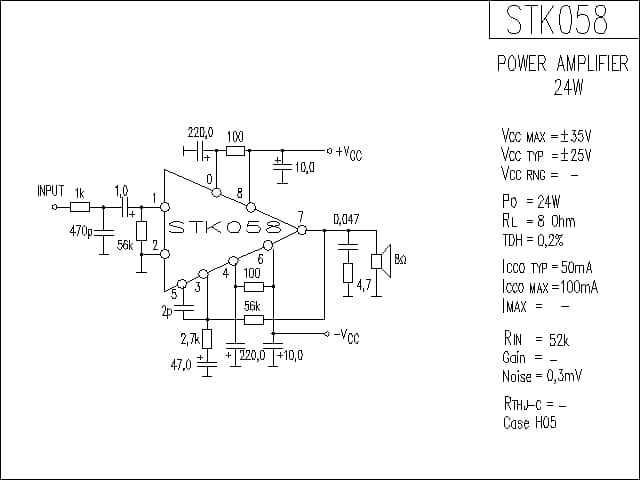 STK058
POWER AMPLIFIER
24W
VCC MAX =±35V
VCC TYP =±25V
VCC RNG = –
PO = 24W
RL = 8 Ohm
TDH = 0,2%
ICCO TYP = 50mA
ICCO MAX =100mA
IMAX = –
RIN = 52k
Gain = –
Noise = 0,3mV
RTHJ–C = –
Case H05
220,0
100
+VCC
+
+
10,0
0
8
INPUT
1k
1,0
+
1
STK058
7
0,047
470p
56k
2
6
8Ω
4
100
4,7
3
5
56k
2p
2,7k
–VCC
47,0
+
+
220,0
+10,0